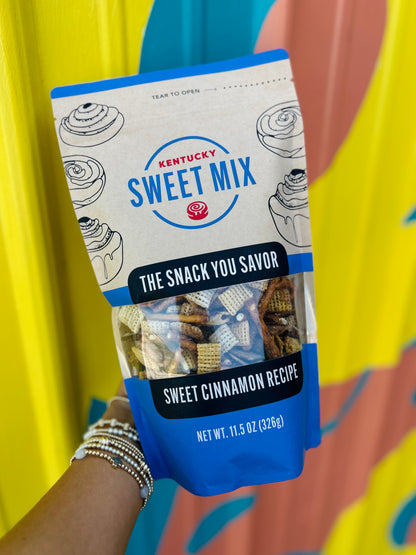 TEAR TO OPEN
KENTUCKY
SWEET MIX
THE SNACK YOU SAVOR
SWEET CINNAMON RECIPE
NET WT. 11.5 OZ (326g)